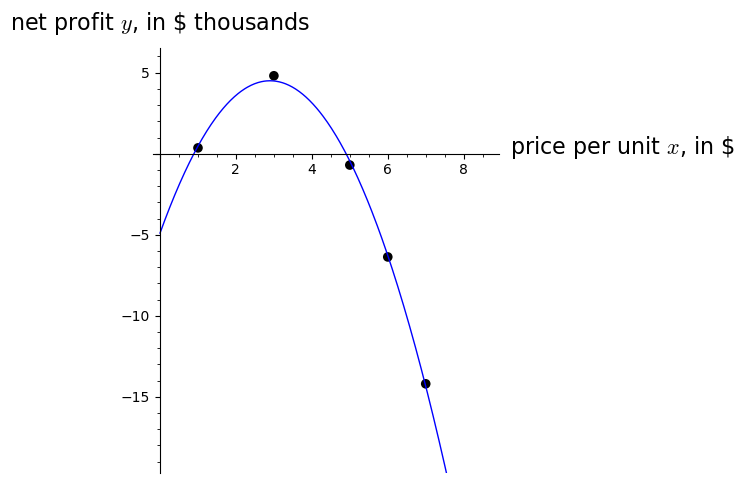 net profit y, in $ thousands
5
price per unit x, in $
2 4 6 8
−5
−10
−15